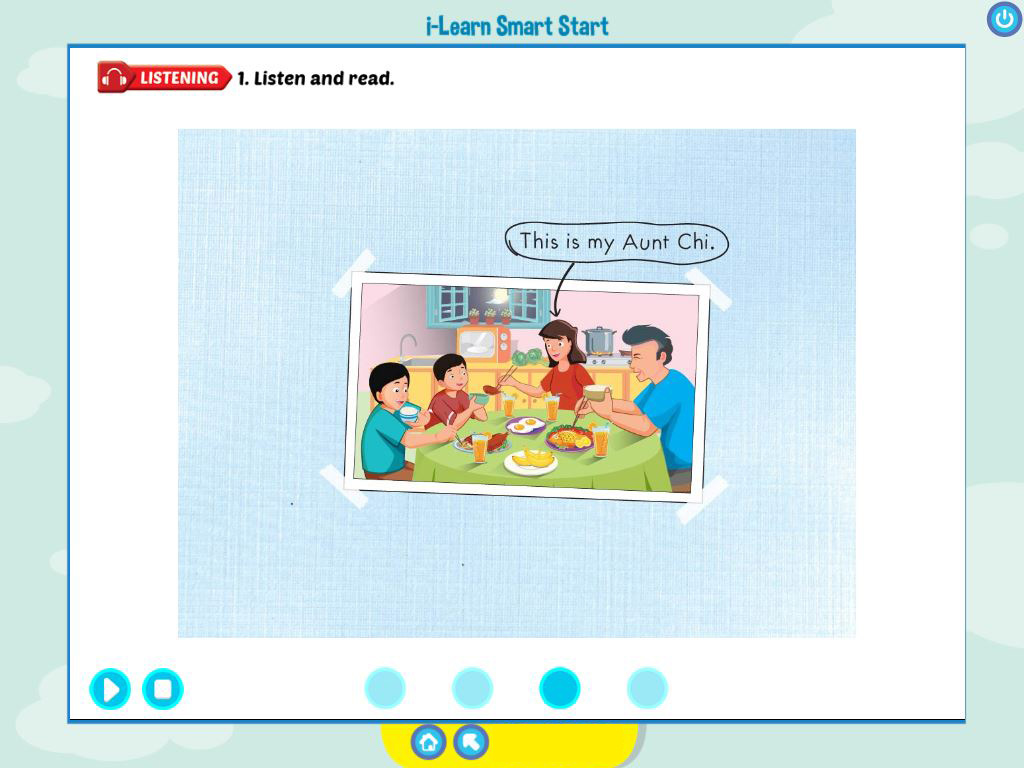 i-Learn Smart Start
LISTENING 1. Listen and read.
This is my Aunt Chi.